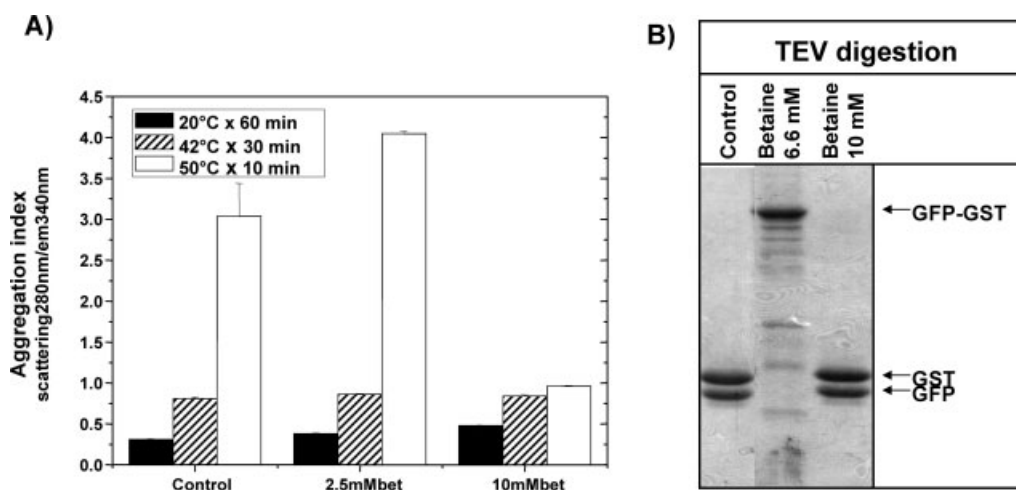 A)
Aggregation index
scattering280nm/em340nm
4.5
4.0
3.5
3.0
2.5
2.0
1.5
1.0
0.5
0.0
20°C x 60 min
42°C x 30 min
50°C x 10 min
Control
2.5mMbet
10mMbet
B)
TEV digestion
Control
Betaine
6.6 mM
Betaine
10 mM
GFP-GST
GST
GFP